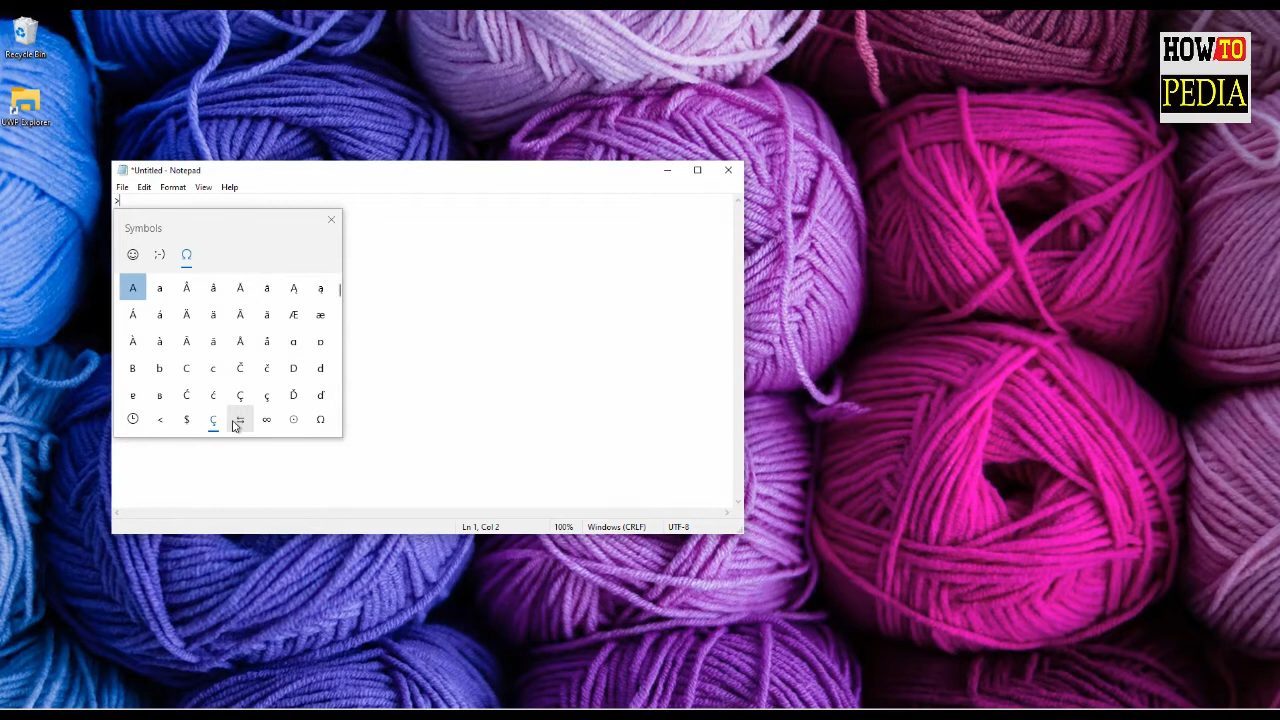 HOW TO
PEDIA
Recycle Bin
UWP Explorer
*Untitled - Notepad
File Edit Format View Help
>
Symbols
;-)
Ω
A a Â â Ă ă Ą ą
Á á Ä ä Ã ã Æ æ
À à Å å ɑ ɒ
B b C c Č č D d
ɐ ʙ Ć ć Ç ç Ď ď
< $ Ç ⇆ ∞ ⊙ Ω
Ln 1, Col 2 100% Windows (CRLF) UTF-8